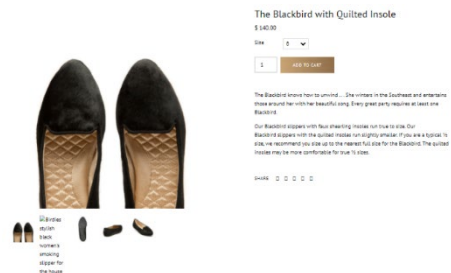 The Blackbird with Quilted Insole
$ 140.00
Size
8
1
ADD TO CART
The Blackbird knows how to unwind . . . She winters in the Southeast and entertains
those around her with her beautiful song. Every great party requires at least one
Blackbird.
Our Blackbird slippers with faux shearling insoles run true to size. Our
Blackbird slippers with the quilted insoles run slightly smaller. If you are a typical ½
size, we recommend you size up to the nearest full size for the Blackbird. The quilted
insoles may be more comfortable for true ½ sizes.
SHARE
Birdies
stylish
black
women's
smoking
slipper for
the house